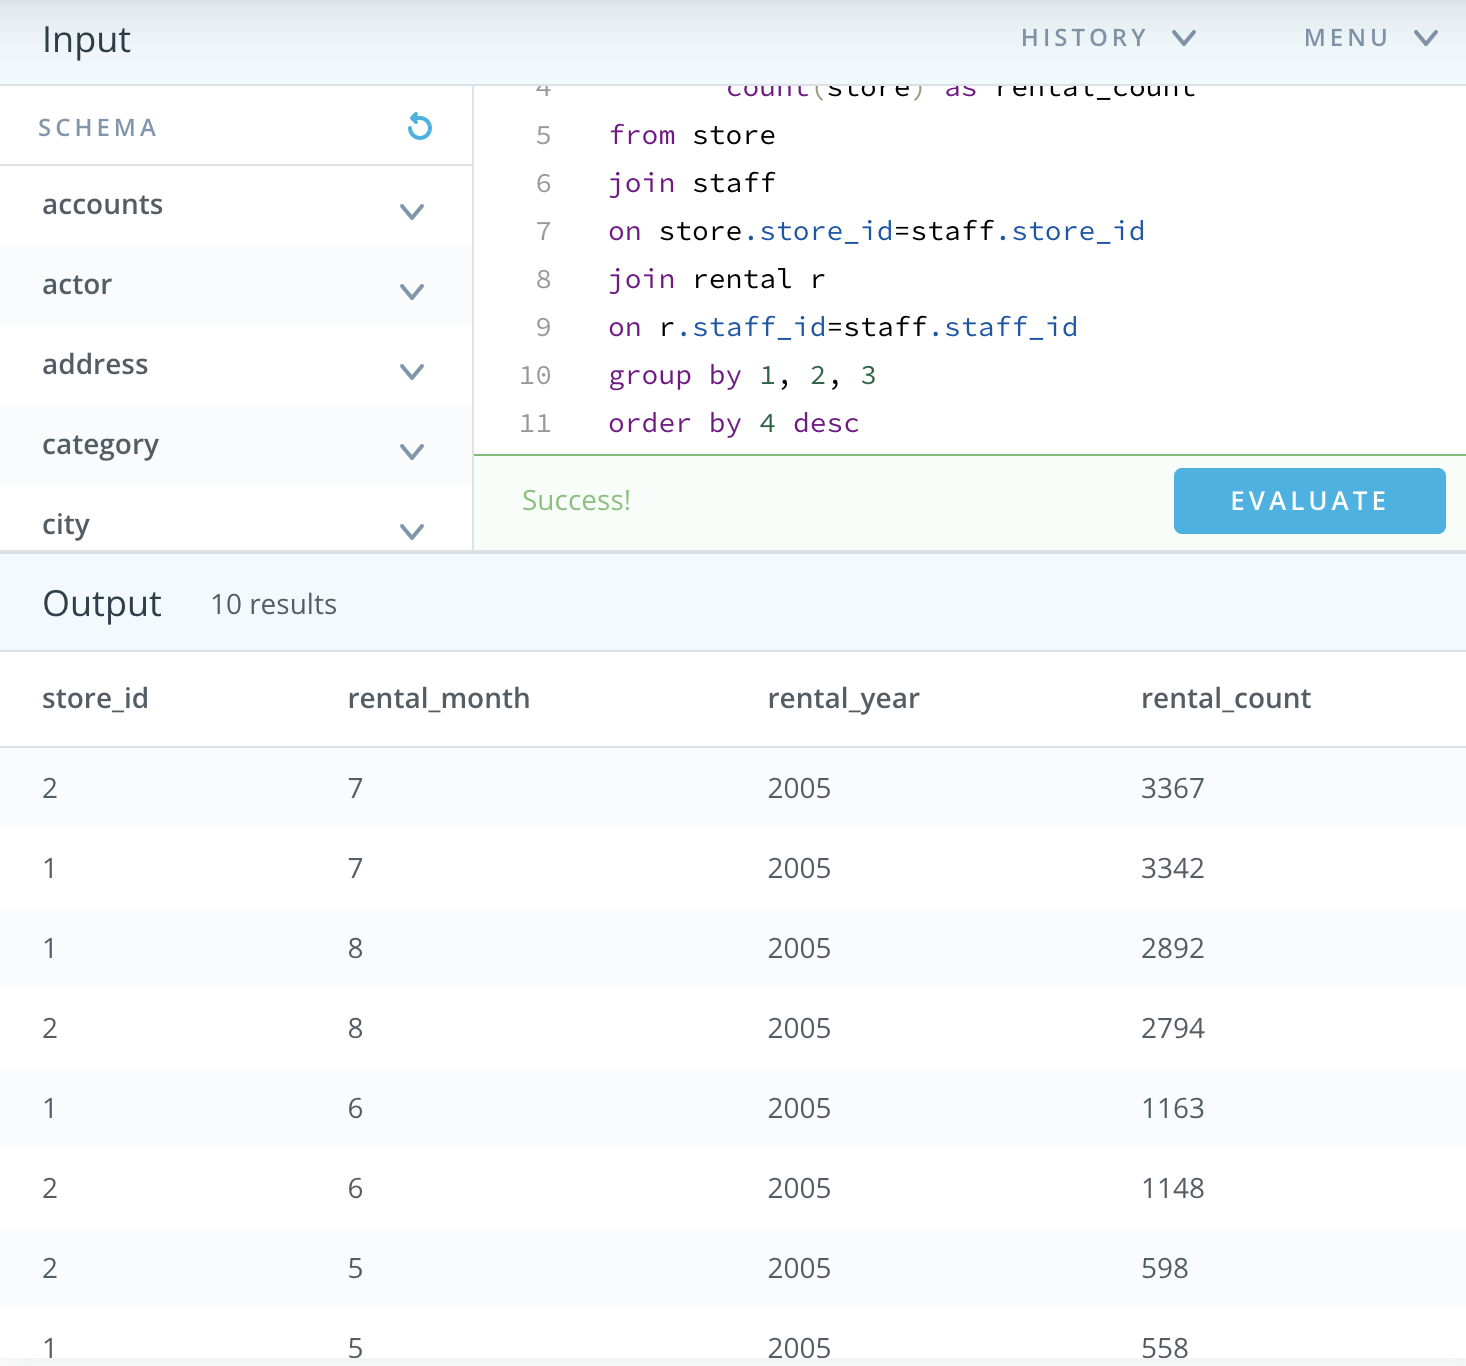 Input
HISTORY
MENU
SCHEMA
accounts
actor
address
category
city
4 count(store) as rental_count
5 from store
6 join staff
7 on store.store_id=staff.store_id
8 join rental r
9 on r.staff_id=staff.staff_id
10 group by 1, 2, 3
11 order by 4 desc
Success!
EVALUATE
Output 10 results
store_id rental_month rental_year rental_count
2 7 2005 3367
1 7 2005 3342
1 8 2005 2892
2 8 2005 2794
1 6 2005 1163
2 6 2005 1148
2 5 2005 598
1 5 2005 558